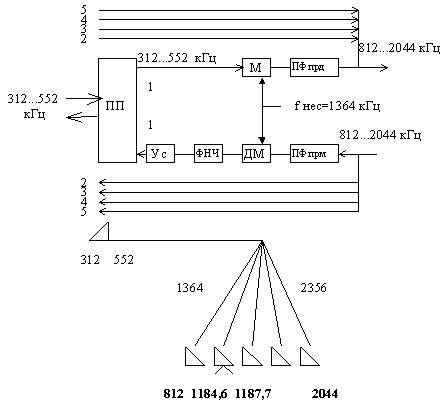 5
4
3
2
312...552 кГц
812...2044 кГц
М
ПФпрд
1
312...552
кГц
ПП
f нес=1364 кГц
1
812...2044 кГц
Ус
ФНЧ
ДМ
ПФпрм
2
3
4
5
312 552
1364 2356
812 1184,6 1187,7 2044